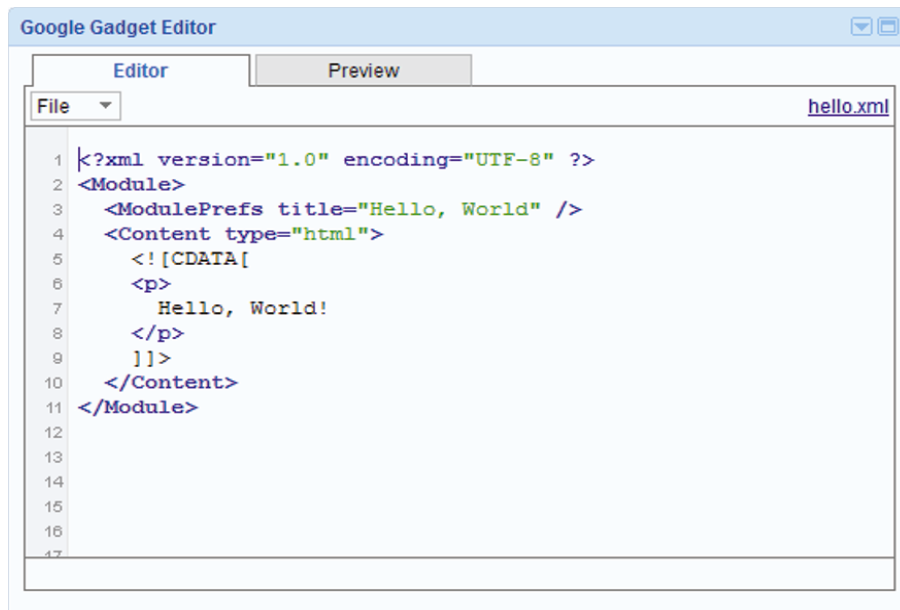 Google Gadget Editor
Editor Preview
File hello.xml
1 <?xml version="1.0" encoding="UTF-8" ?>
2 <Module>
3 <ModulePrefs title="Hello, World" />
4 <Content type="html">
5 <![CDATA[
6 <p>
7 Hello, World!
8 </p>
9 ]]>
10 </Content>
11 </Module>
12
13
14
15
16
17